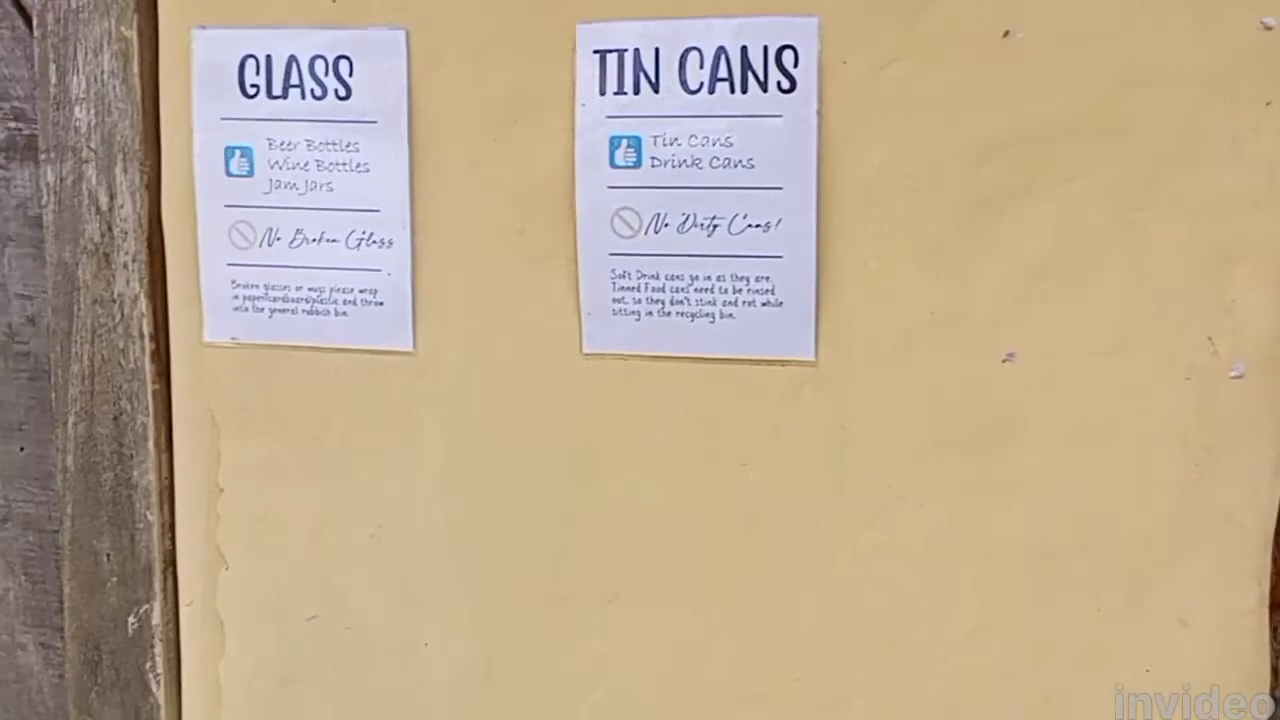 GLASS
Beer Bottles
Wine Bottles
Jam Jars
No Broken Glass
Broken glasses or mugs please wrap
in paper/cardboard/plastic and throw
into the general rubbish bin.
TIN CANS
Tin Cans
Drink Cans
No Dirty Cans!
Soft Drink cans go in as they are.
Tinned Food cans need to be rinsed
out, so they don't stink and rot while
sitting in the recycling bin.
invideo